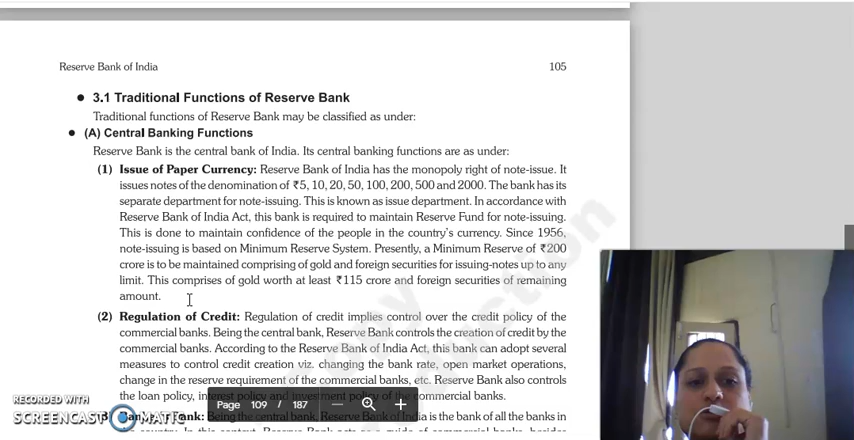 Reserve Bank of India 105
● 3.1 Traditional Functions of Reserve Bank
Traditional functions of Reserve Bank may be classified as under:
● (A) Central Banking Functions
Reserve Bank is the central bank of India. Its central banking functions are as under:
(1) Issue of Paper Currency: Reserve Bank of India has the monopoly right of note-issue. It
issues notes of the denomination of ₹5, 10, 20, 50, 100, 200, 500 and 2000. The bank has its
separate department for note-issuing. This is known as issue department. In accordance with
Reserve Bank of India Act, this bank is required to maintain Reserve Fund for note-issuing.
This is done to maintain confidence of the people in the country's currency. Since 1956,
note-issuing is based on Minimum Reserve System. Presently, a Minimum Reserve of ₹200
crore is to be maintained comprising of gold and foreign securities for issuing-notes up to any
limit. This comprises of gold worth at least ₹115 crore and foreign securities of remaining
amount.
(2) Regulation of Credit: Regulation of credit implies control over the credit policy of the
commercial banks. Being the central bank, Reserve Bank controls the creation of credit by the
commercial banks. According to the Reserve Bank of India Act, this bank can adopt several
measures to control credit creation viz. changing the bank rate, open market operations,
change in the reserve requirement of the commercial banks, etc. Reserve Bank also controls
the loan policy, interest policy and investment policy of the commercial banks.
Bank: Being the central bank, Reserve Bank of India is the bank of all the banks in
Page 109 / 187
RECORDED WITH
SCREENCAST MATIC
Copy